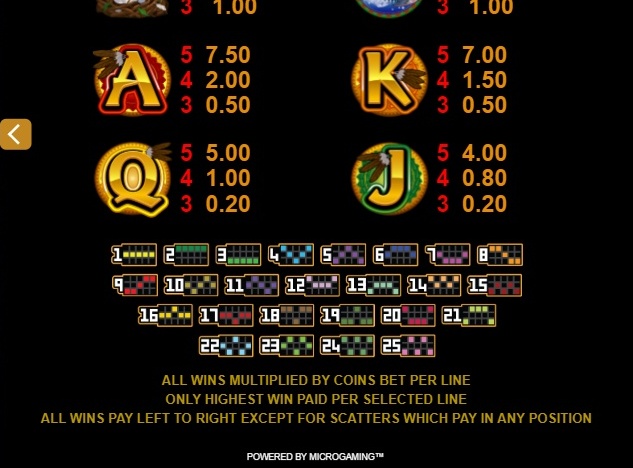 3 1.00 3 1.00
A 5 7.50 K 5 7.00
4 2.00 4 1.50
3 0.50 3 0.50
Q 5 5.00 J 5 4.00
4 1.00 4 0.80
3 0.20 3 0.20
1 2 3 4 5 6 7 8
9 10 11 12 13 14 15
16 17 18 19 20 21
22 23 24 25
ALL WINS MULTIPLIED BY COINS BET PER LINE
ONLY HIGHEST WIN PAID PER SELECTED LINE
ALL WINS PAY LEFT TO RIGHT EXCEPT FOR SCATTERS WHICH PAY IN ANY POSITION
POWERED BY MICROGAMING™